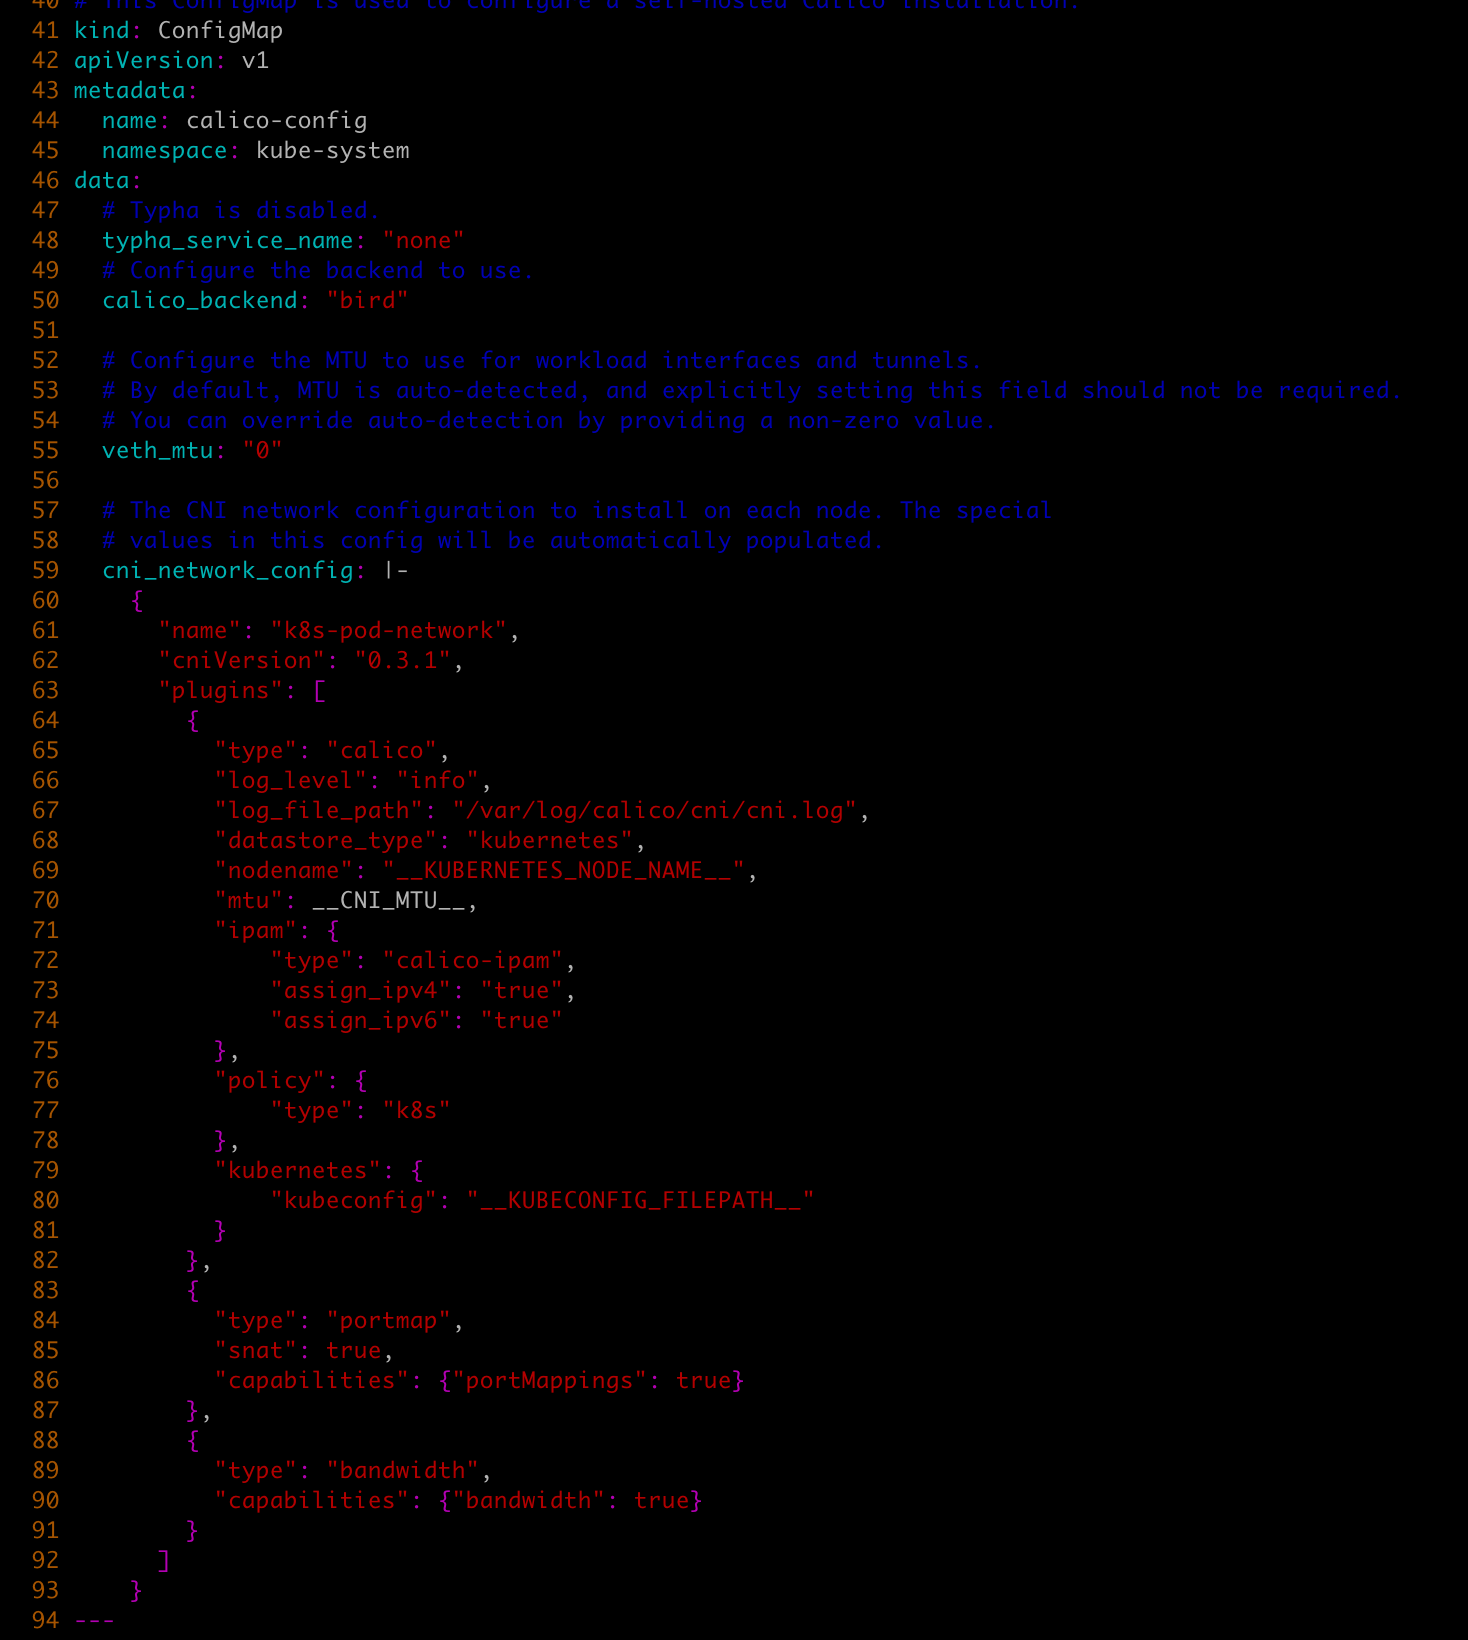 40 # This ConfigMap is used to configure a self-hosted Calico installation.
41 kind: ConfigMap
42 apiVersion: v1
43 metadata:
44   name: calico-config
45   namespace: kube-system
46 data:
47   # Typha is disabled.
48   typha_service_name: "none"
49   # Configure the backend to use.
50   calico_backend: "bird"
51
52   # Configure the MTU to use for workload interfaces and tunnels.
53   # By default, MTU is auto-detected, and explicitly setting this field should not be required.
54   # You can override auto-detection by providing a non-zero value.
55   veth_mtu: "0"
56
57   # The CNI network configuration to install on each node. The special
58   # values in this config will be automatically populated.
59   cni_network_config: |-
60     {
61       "name": "k8s-pod-network",
62       "cniVersion": "0.3.1",
63       "plugins": [
64         {
65           "type": "calico",
66           "log_level": "info",
67           "log_file_path": "/var/log/calico/cni/cni.log",
68           "datastore_type": "kubernetes",
69           "nodename": "__KUBERNETES_NODE_NAME__",
70           "mtu": __CNI_MTU__,
71           "ipam": {
72               "type": "calico-ipam",
73               "assign_ipv4": "true",
74               "assign_ipv6": "true"
75           },
76           "policy": {
77               "type": "k8s"
78           },
79           "kubernetes": {
80               "kubeconfig": "__KUBECONFIG_FILEPATH__"
81           }
82         },
83         {
84           "type": "portmap",
85           "snat": true,
86           "capabilities": {"portMappings": true}
87         },
88         {
89           "type": "bandwidth",
90           "capabilities": {"bandwidth": true}
91         }
92       ]
93     }
94 ---